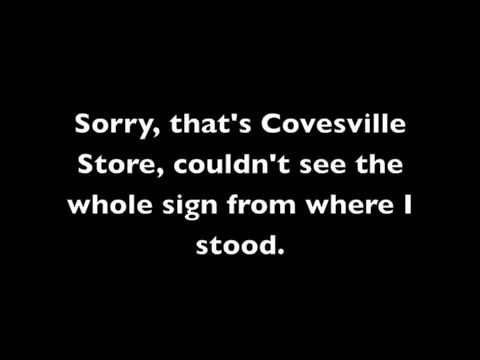 Sorry, that's Covesville
Store, couldn't see the
whole sign from where I
stood.